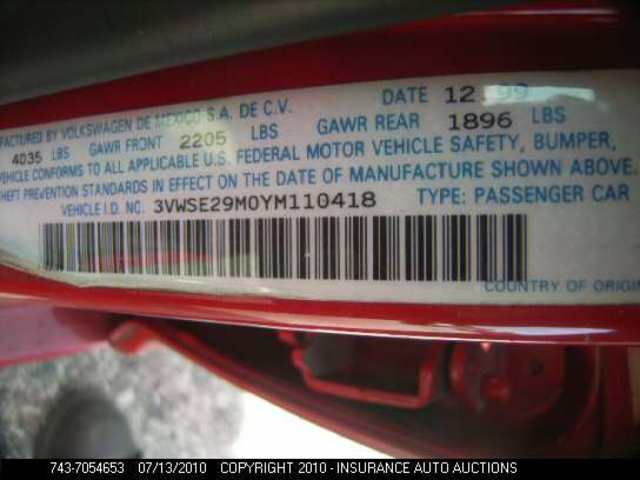 DATE 12 99
FACTURED BY VOLKSWAGEN DE MEXICO S.A. DE C.V.
4035 LBS GAWR FRONT 2205 LBS GAWR REAR 1896 LBS
VEHICLE CONFORMS TO ALL APPLICABLE U.S. FEDERAL MOTOR VEHICLE SAFETY, BUMPER,
THEFT PREVENTION STANDARDS IN EFFECT ON THE DATE OF MANUFACTURE SHOWN ABOVE.
VEHICLE I.D. NO. 3VWSE29M0YM110418 TYPE: PASSENGER CAR
COUNTRY OF ORIGIN
743-7054653 07/13/2010 COPYRIGHT 2010 - INSURANCE AUTO AUCTIONS